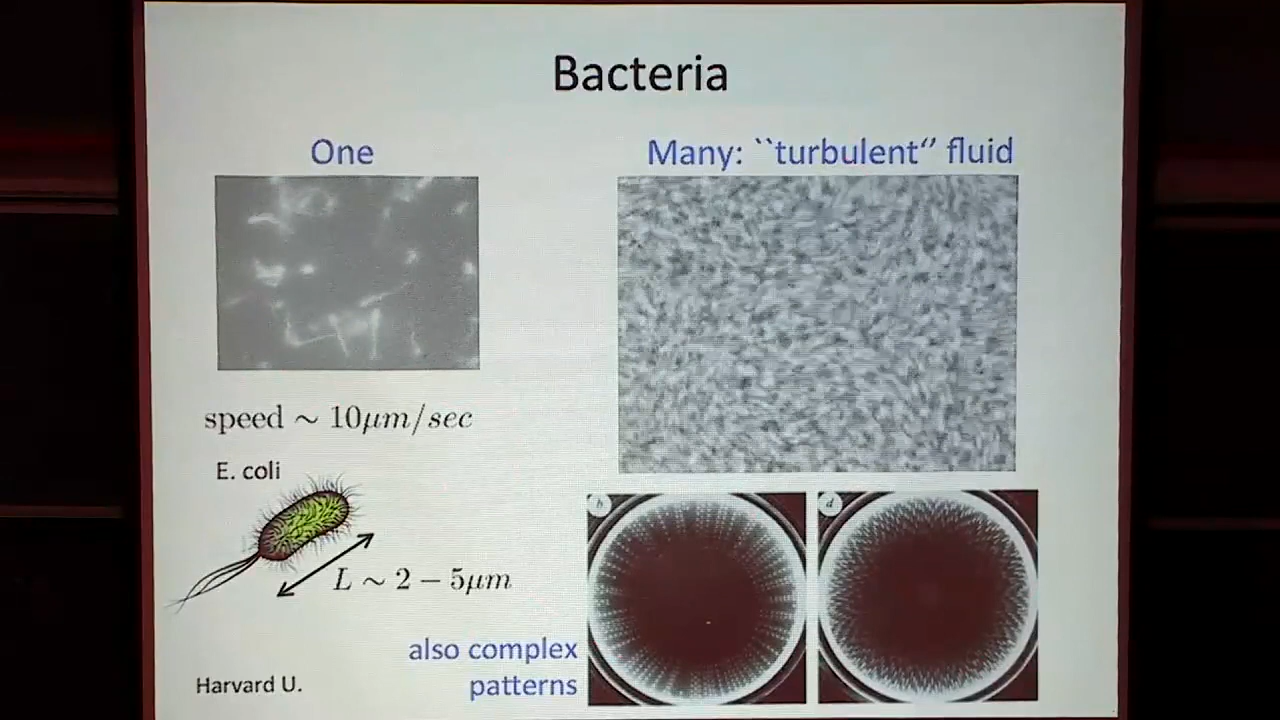 Bacteria
One
Many: ``turbulent‘’ fluid
speed ∼ 10μm/sec
E. coli
L ∼ 2 − 5μm
also complex
patterns
Harvard U.
b
d